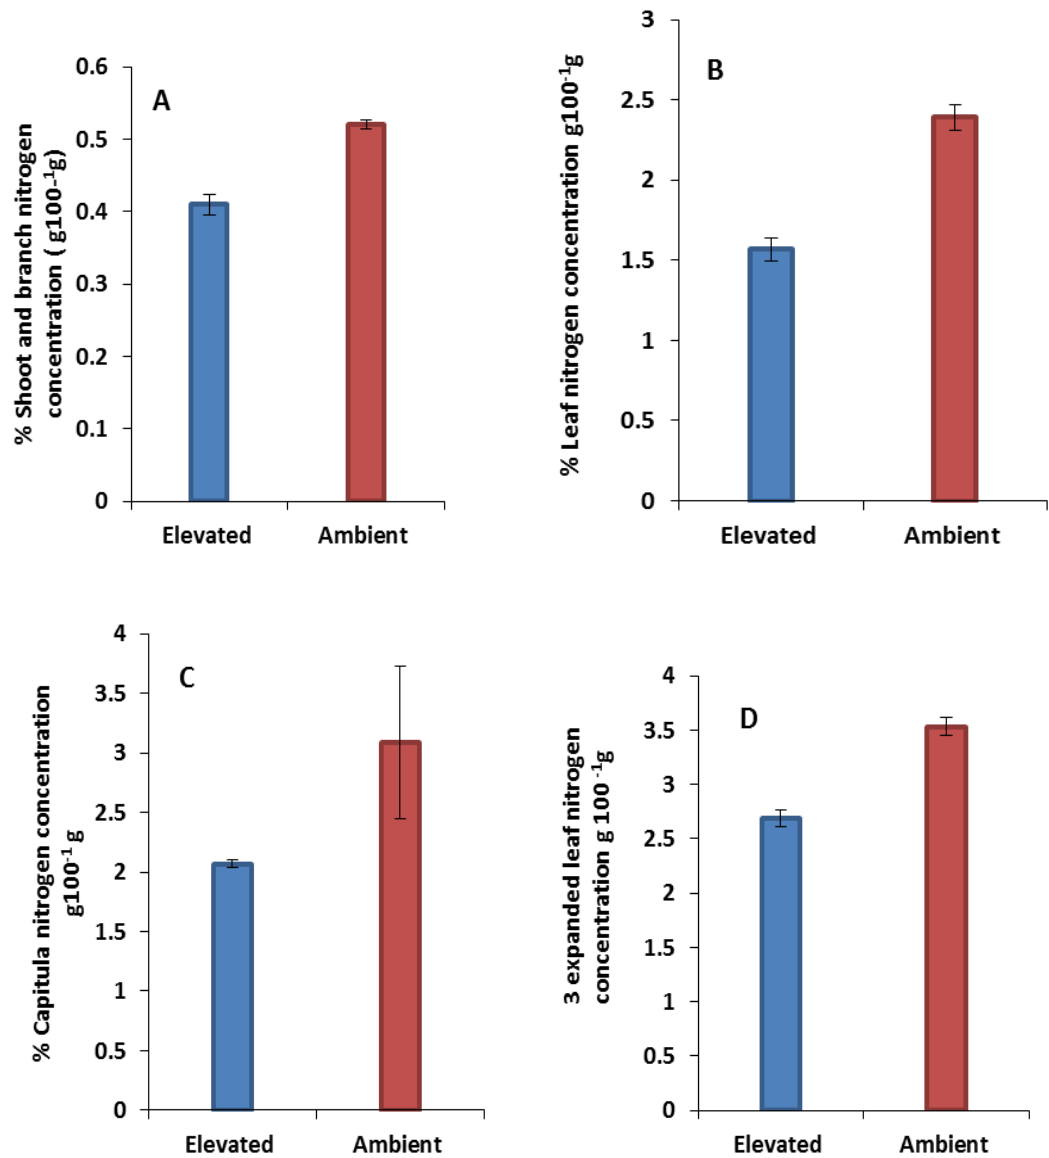 % Shoot and branch nitrogen
concentration ( g100-¹g)
0.6
0.5
0.4
0.3
0.2
0.1
0
A
Elevated Ambient
% Leaf nitrogen concentration g100⁻¹g
3
2.5
2
1.5
1
0.5
0
B
Elevated Ambient
% Capitula nitrogen concentration
g100⁻¹ g
4
3.5
3
2.5
2
1.5
1
0.5
0
C
Elevated Ambient
3 expanded leaf nitrogen
concentration g 100 ⁻¹g
4
3.5
3
2.5
2
1.5
1
0.5
0
D
Elevated Ambient